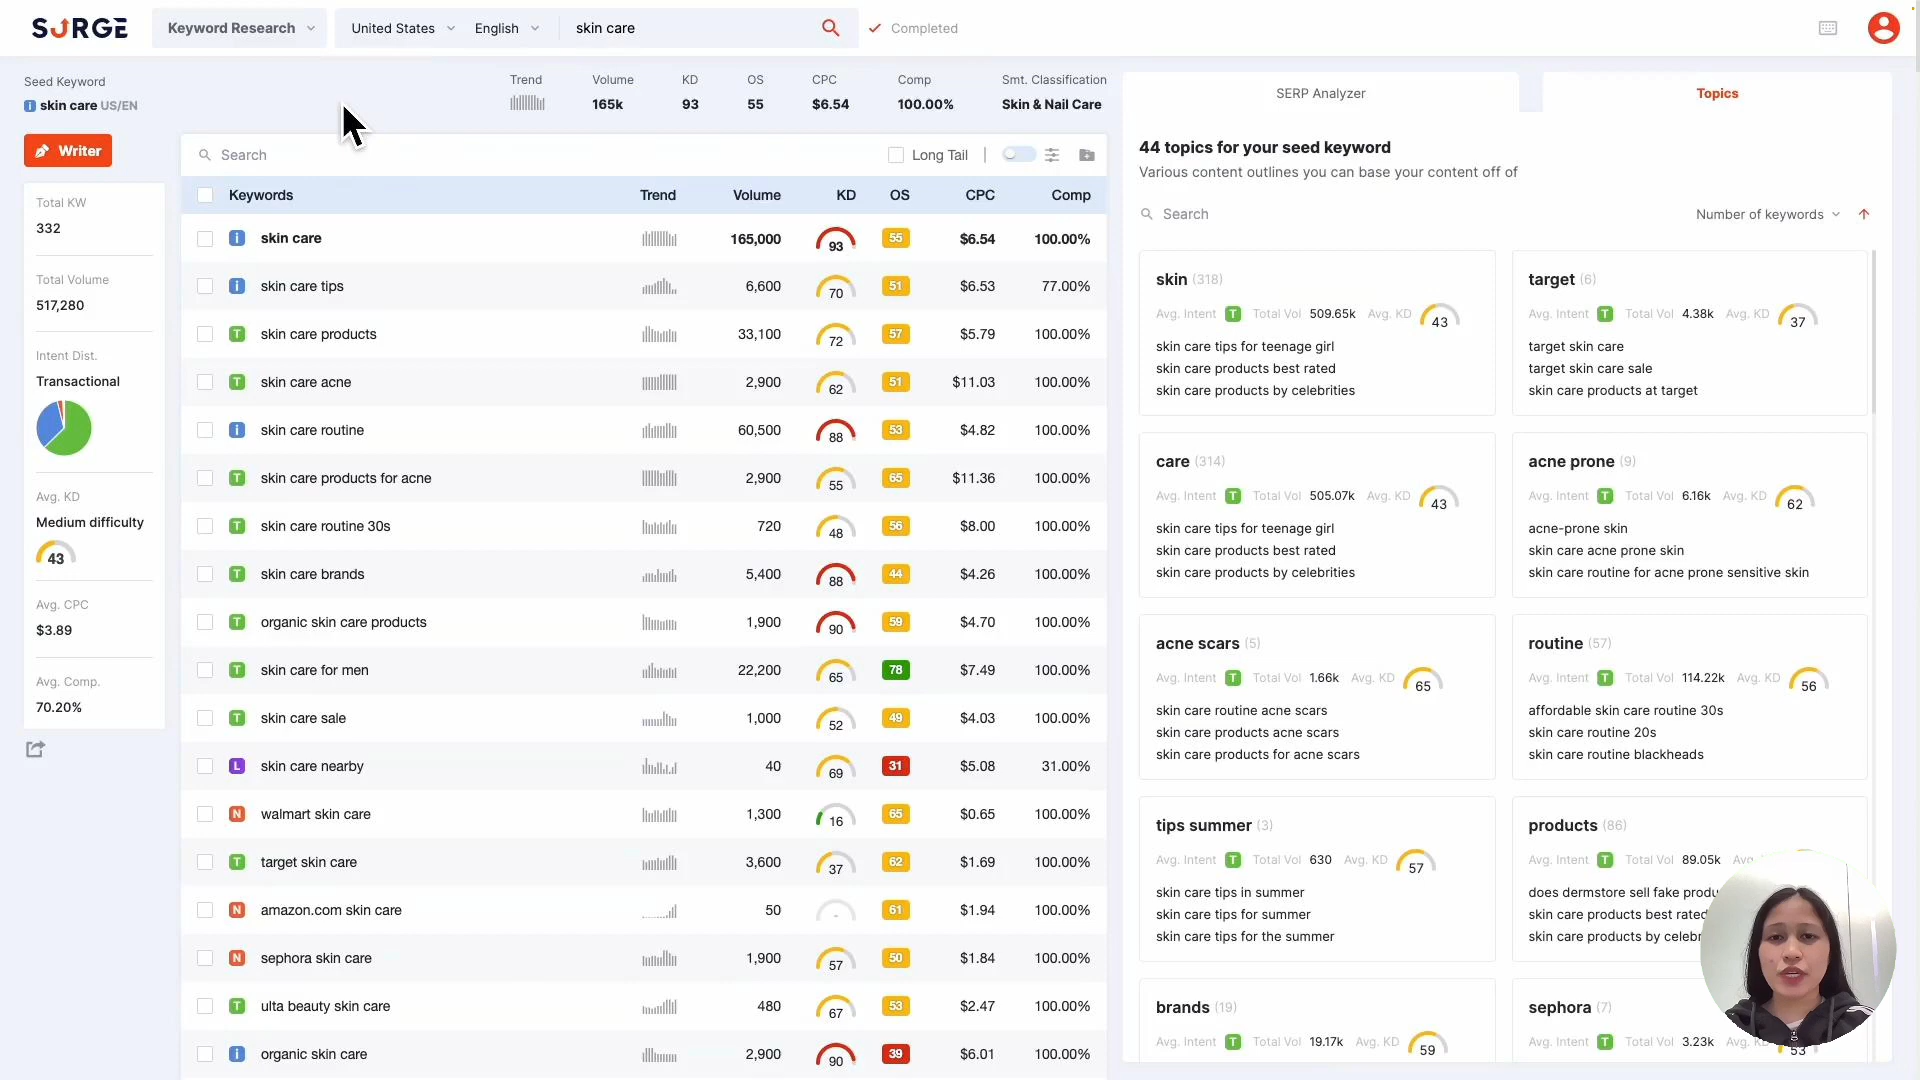 SURGE
Keyword Research
United States
English
skin care
Completed
Seed Keyword
i skin care US/EN
Trend
Volume
165k
KD
93
OS
55
CPC
$6.54
Comp
100.00%
Smt. Classification
Skin & Nail Care
Writer
Total KW
332
Total Volume
517,280
Intent Dist.
Transactional
Avg. KD
Medium difficulty
43
Avg. CPC
$3.89
Avg. Comp.
70.20%
Search
Long Tail |
Keywords Trend Volume KD OS CPC Comp
i skin care 165,000 93 55 $6.54 100.00%
i skin care tips 6,600 70 51 $6.53 77.00%
T skin care products 33,100 72 57 $5.79 100.00%
T skin care acne 2,900 62 51 $11.03 100.00%
i skin care routine 60,500 88 53 $4.82 100.00%
T skin care products for acne 2,900 55 65 $11.36 100.00%
T skin care routine 30s 720 48 56 $8.00 100.00%
T skin care brands 5,400 88 44 $4.26 100.00%
T organic skin care products 1,900 90 59 $4.70 100.00%
T skin care for men 22,200 65 78 $7.49 100.00%
T skin care sale 1,000 52 49 $4.03 100.00%
L skin care nearby 40 69 31 $5.08 31.00%
N walmart skin care 1,300 16 65 $0.65 100.00%
T target skin care 3,600 37 62 $1.69 100.00%
N amazon.com skin care 50 - 61 $1.94 100.00%
N sephora skin care 1,900 57 50 $1.84 100.00%
T ulta beauty skin care 480 67 53 $2.47 100.00%
i organic skin care 2,900 90 39 $6.01 100.00%
SERP Analyzer
Topics
44 topics for your seed keyword
Various content outlines you can base your content off of
Search
Number of keywords
skin (318)
Avg. Intent T Total Vol 509.65k Avg. KD 43
skin care tips for teenage girl
skin care products best rated
skin care products by celebrities
target (6)
Avg. Intent T Total Vol 4.38k Avg. KD 37
target skin care
target skin care sale
skin care products at target
care (314)
Avg. Intent T Total Vol 505.07k Avg. KD 43
skin care tips for teenage girl
skin care products best rated
skin care products by celebrities
acne prone (9)
Avg. Intent T Total Vol 6.16k Avg. KD 62
acne-prone skin
skin care acne prone skin
skin care routine for acne prone sensitive skin
acne scars (5)
Avg. Intent T Total Vol 1.66k Avg. KD 65
skin care routine acne scars
skin care products acne scars
skin care products for acne scars
routine (57)
Avg. Intent T Total Vol 114.22k Avg. KD 56
affordable skin care routine 30s
skin care routine 20s
skin care routine blackheads
tips summer (3)
Avg. Intent T Total Vol 630 Avg. KD 57
skin care tips in summer
skin care tips for summer
skin care tips for the summer
products (86)
Avg. Intent T Total Vol 89.05k
does dermstore sell fake
skin care products best rated
skin care products by
brands (19)
Avg. Intent T Total Vol 19.17k Avg. KD 59
sephora (7)
Avg. Intent T Total Vol 3.23k Avg. 53